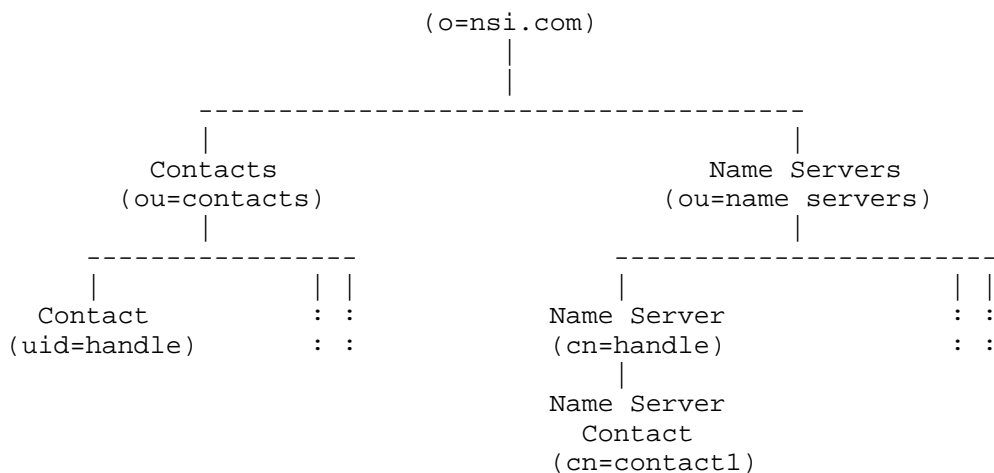 (o=nsi.com)
|
|
--------------------------------------
| |
Contacts Name Servers
(ou=contacts) (ou=name servers)
| |
----------------- ------------------------
| | | | | |
Contact : : Name Server : :
(uid=handle) : : (cn=handle) : :
|
Name Server
Contact
(cn=contact1)